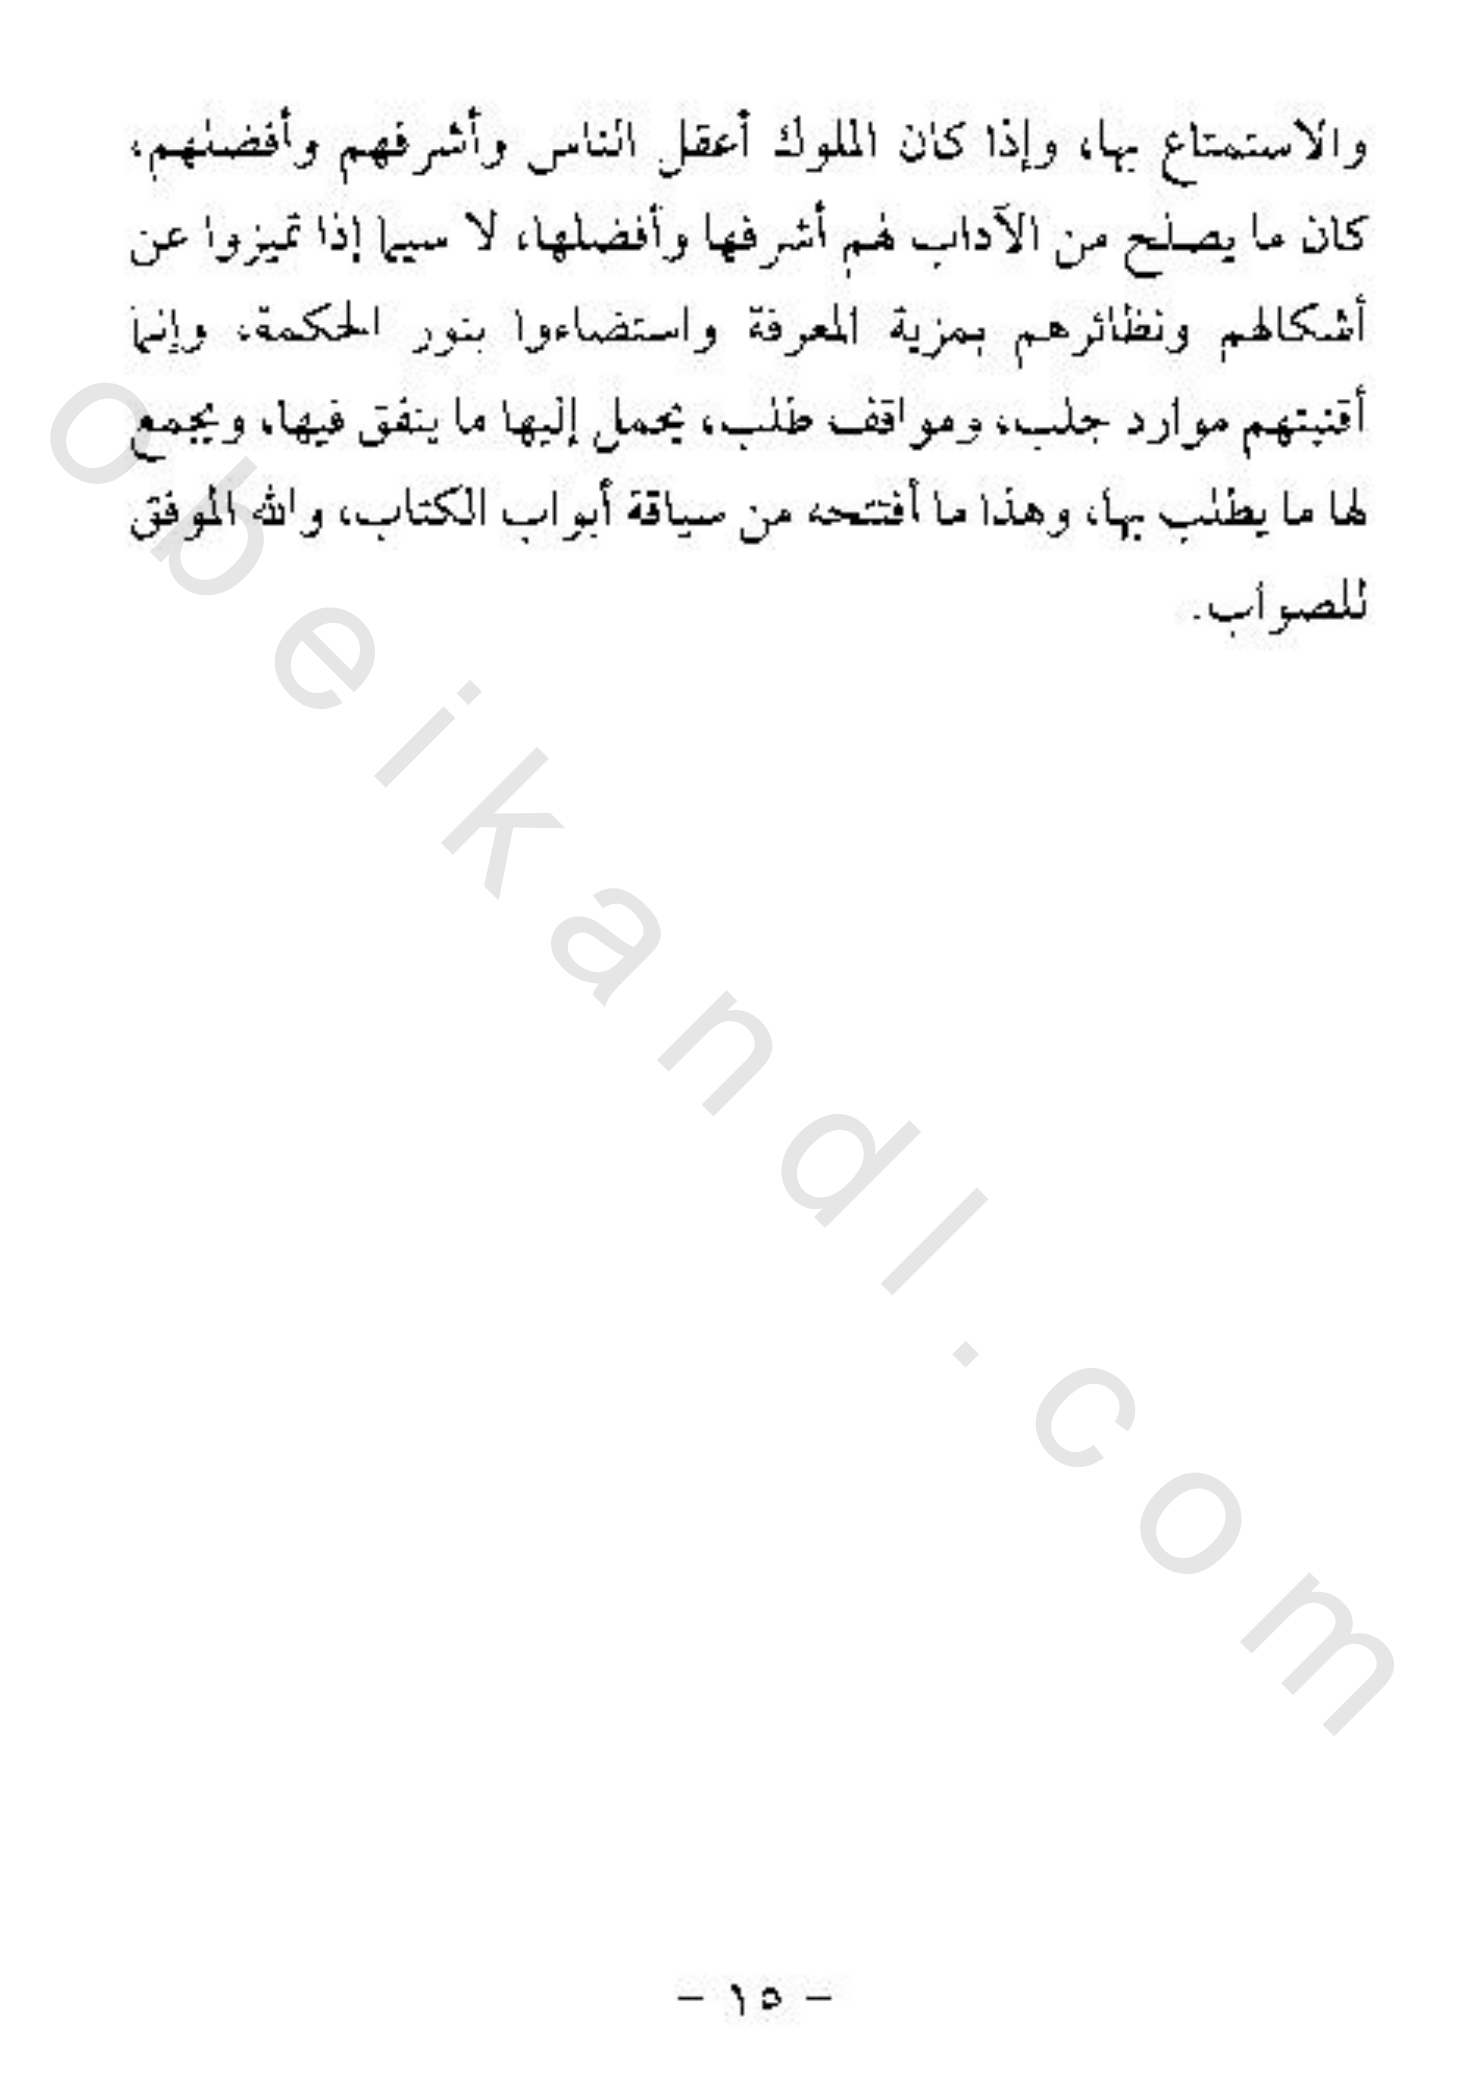 والاستمتاع بها، وإذا كان الملوك أعقل الناس وأشرفهم وأفضلهم،
كان ما يصلح من الآداب لهم أشرفها وأفضلها، لا سيما إذا تميزوا عن
أشكالهم ونظائرهم بمزية المعرفة واستضاءوا بنور الحكمة، وإنما
أفنيتهم موارد جلب، ومواقف طلب، يحمل إليها ما ينفق فيها، ويجمع
لها ما يطلب بها، وهذا ما أفتتحه من سياقة أبواب الكتاب، والله الموفق
للصواب.
obeikandl.com
- ١٥ -